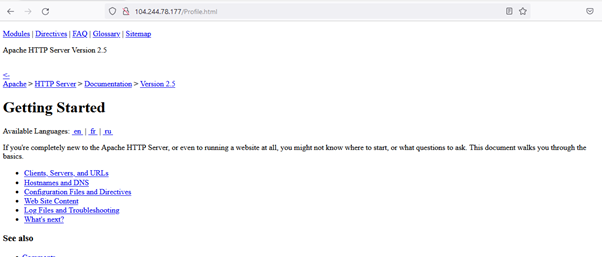 104.244.78.177/Profile.html
Modules | Directives | FAQ | Glossary | Sitemap
Apache HTTP Server Version 2.5
<-
Apache > HTTP Server > Documentation > Version 2.5
Getting Started
Available Languages: en | fr | ru
If you're completely new to the Apache HTTP Server, or even to running a website at all, you might not know where to start, or what questions to ask. This document walks you through the
basics.
Clients, Servers, and URLs
Hostnames and DNS
Configuration Files and Directives
Web Site Content
Log Files and Troubleshooting
What's next?
See also
Comments